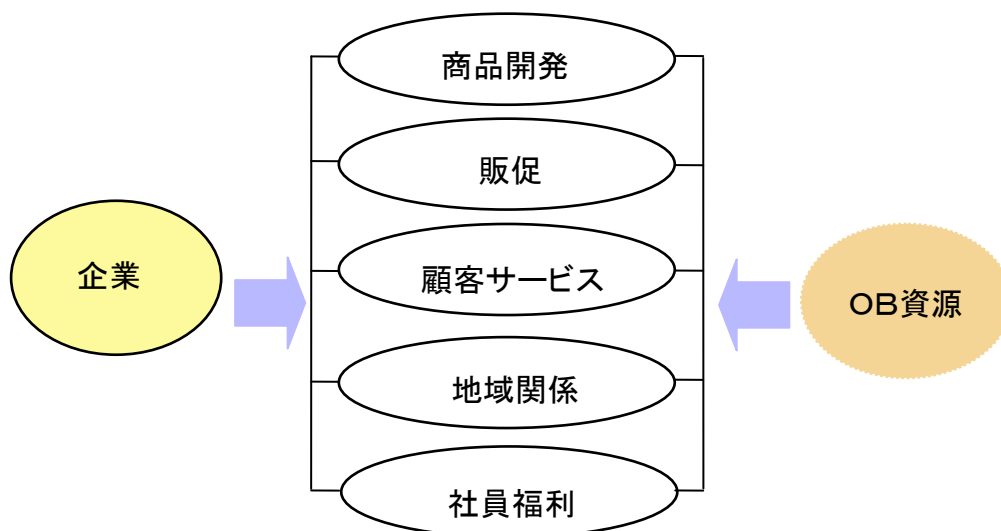 商品開発
販促
企業
顧客サービス
OB資源
地域関係
社員福利